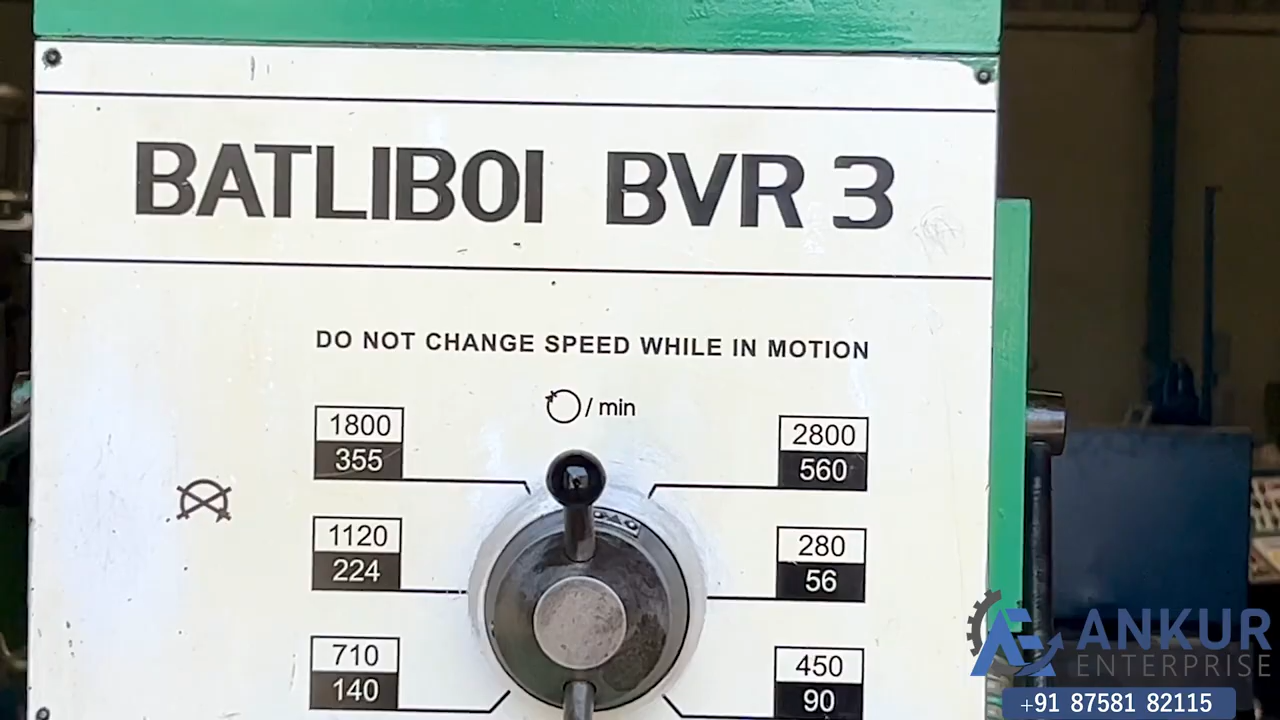 BATLIBOI BVR 3
DO NOT CHANGE SPEED WHILE IN MOTION
/ min
1800
355
2800
560
1120
224
280
56
710
140
450
90
ANKUR
ENTERPRISE
+91 87581 82115